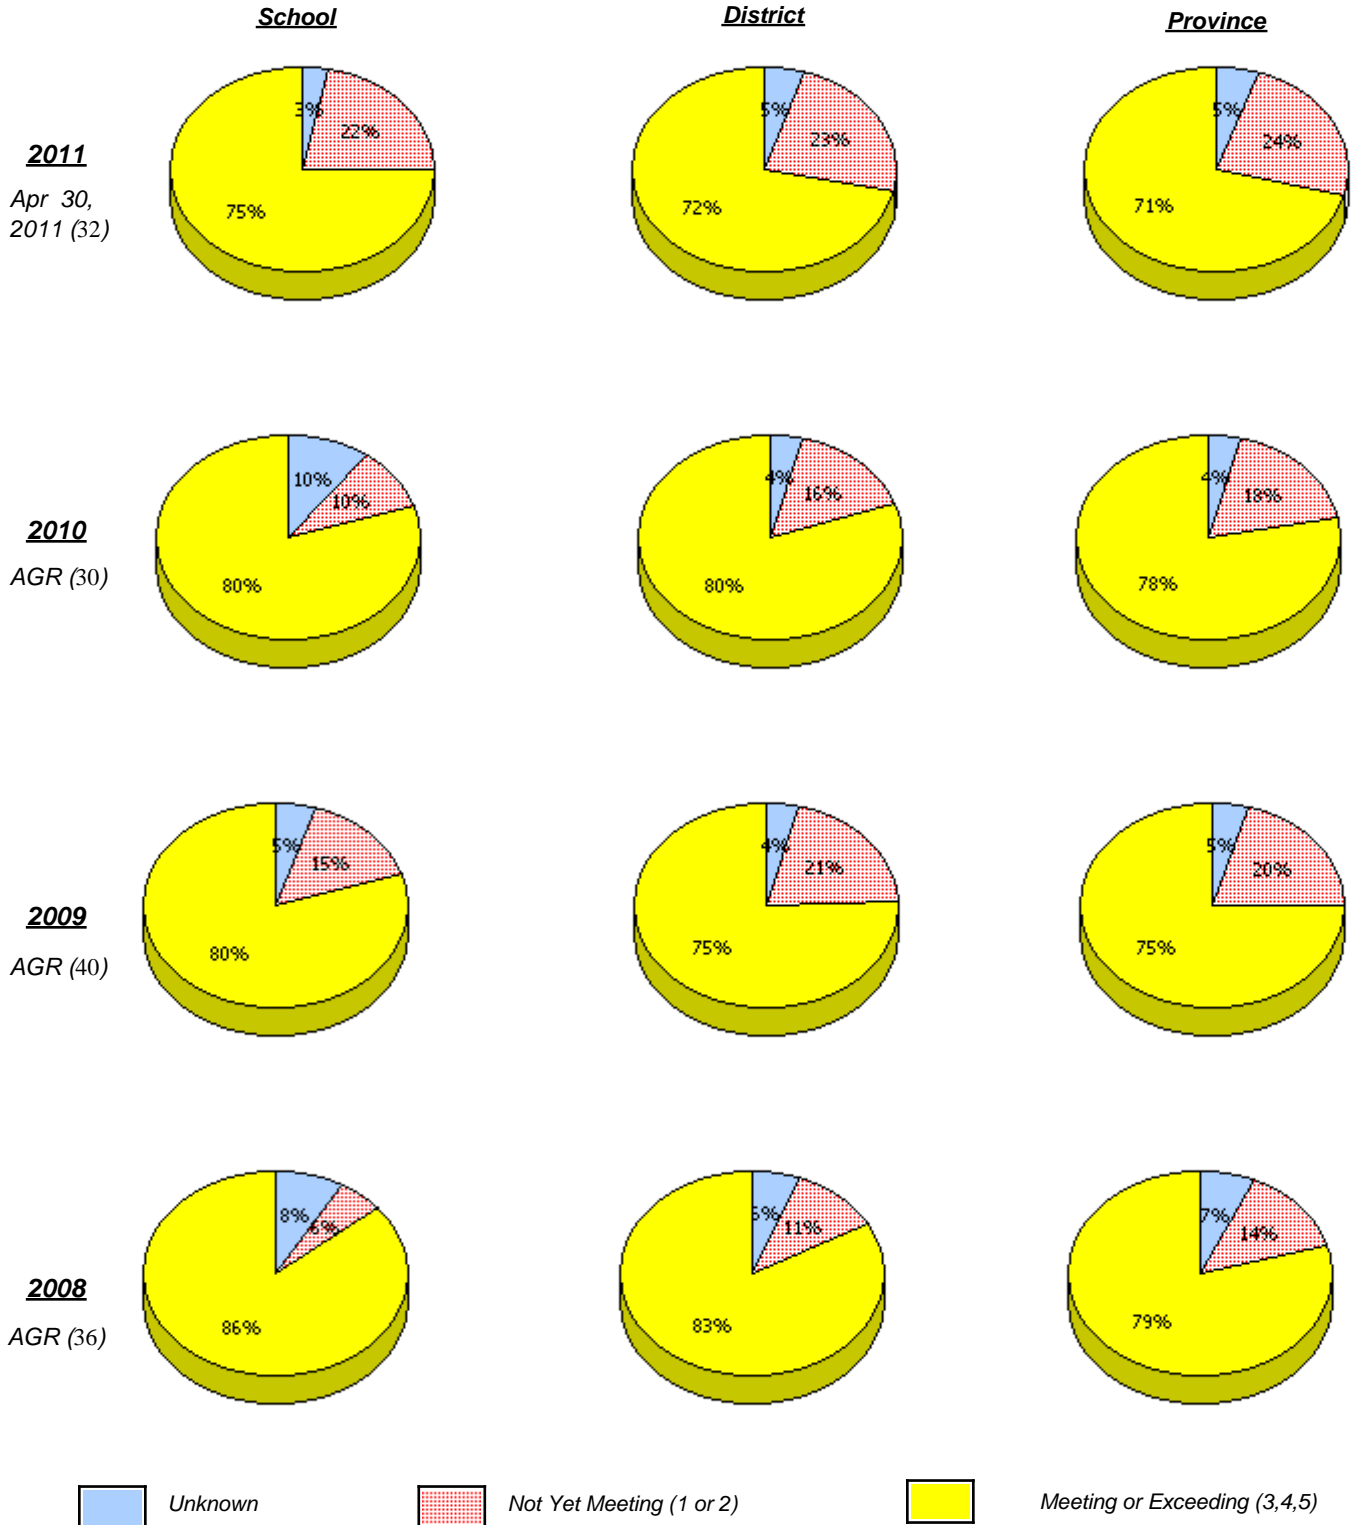 School District Province
3% 22% 75%
5% 23% 72%
5% 24% 71%
2011
Apr 30,
2011 (32)
10% 10% 80%
4% 16% 80%
4% 18% 78%
2010
AGR (30)
5% 15% 80%
4% 21% 75%
5% 20% 75%
2009
AGR (40)
8% 6% 86%
11% 83%
7% 14% 79%
2008
AGR (36)
Unknown Not Yet Meeting (1 or 2) Meeting or Exceeding (3,4,5)